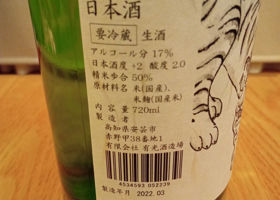 日本酒
要冷蔵 生酒
アルコール分 17%
日本酒度 +2 酸度 2.0
精米歩合 50%
原材料名 米(国産)、
米麹(国産米)
内容量 720ml
製造者
高知県安芸市
赤野甲38番地1
有限会社 有光酒造場
4534593 052239
製造年月 2022.03